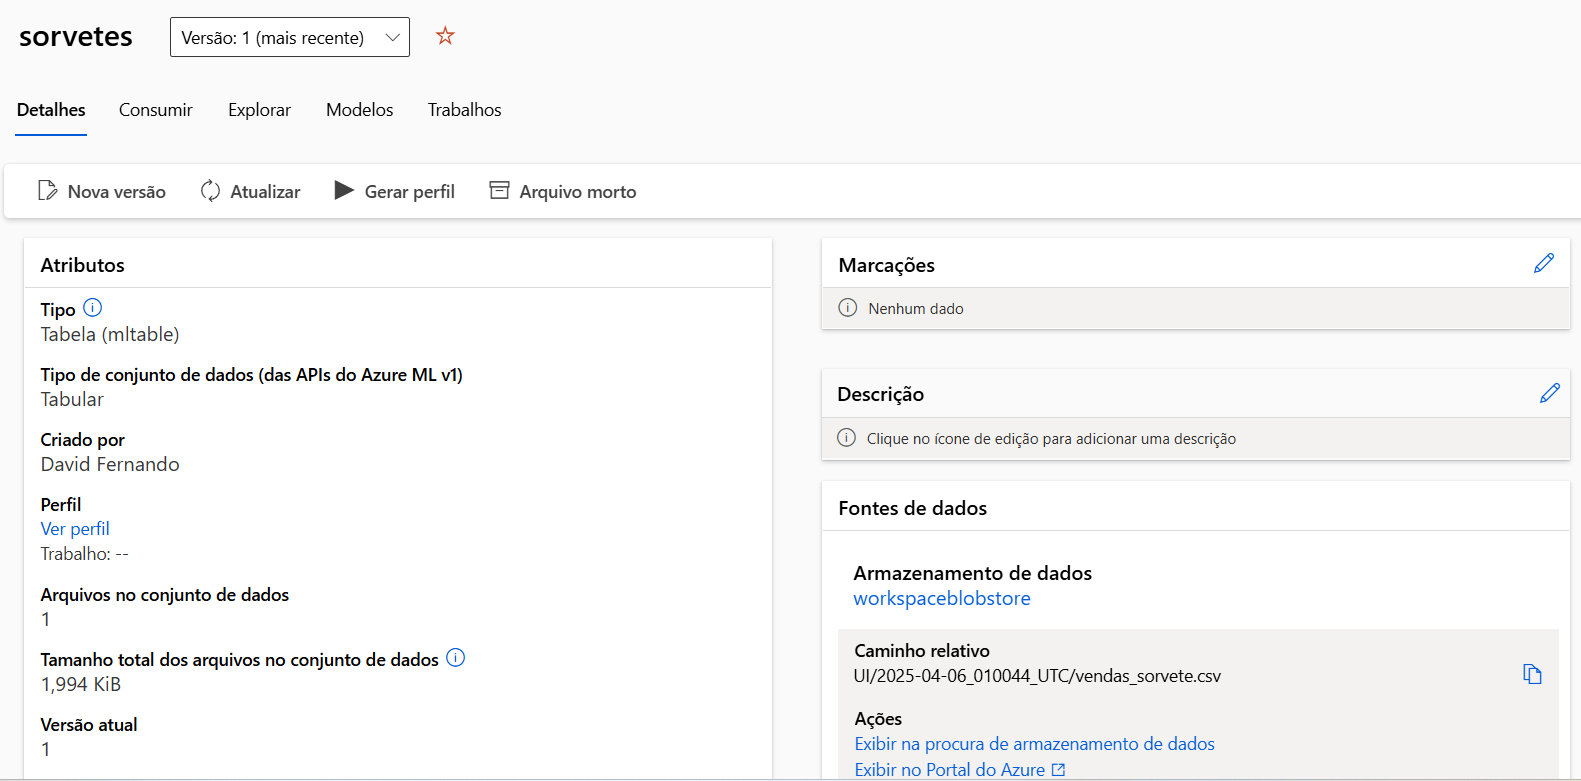 sorvetes
Versão: 1 (mais recente)
Detalhes
Consumir
Explorar
Modelos
Trabalhos
Nova versão
Atualizar
Gerar perfil
Arquivo morto
Atributos
Tipo
Tabela (mltable)
Tipo de conjunto de dados (das APIs do Azure ML v1)
Tabular
Criado por
David Fernando
Perfil
Ver perfil
Trabalho: --
Arquivos no conjunto de dados
1
Tamanho total dos arquivos no conjunto de dados
1,994 KiB
Versão atual
1
Marcações
Nenhum dado
Descrição
Clique no ícone de edição para adicionar uma descrição
Fontes de dados
Armazenamento de dados
workspaceblobstore
Caminho relativo
UI/2025-04-06_010044_UTC/vendas_sorvete.csv
Ações
Exibir na procura de armazenamento de dados
Exibir no Portal do Azure